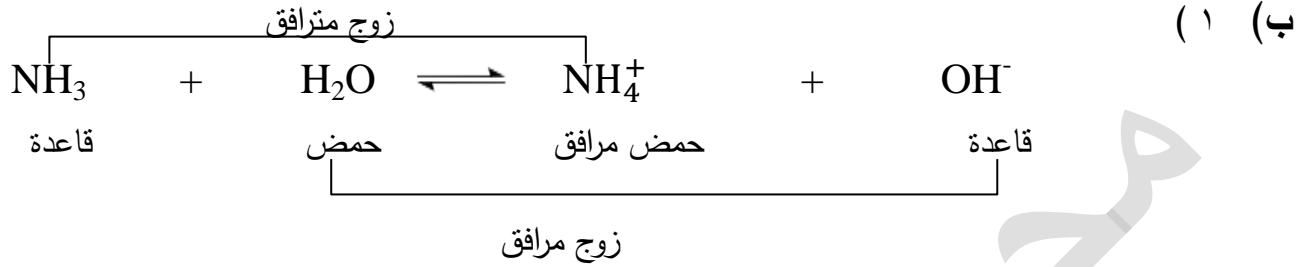 ب) ١ )
زوج مترافق
NH₃ + H₂O ⇌ NH₄⁺ + OH⁻
قاعدة حمض حمض مرافق قاعدة
زوج مرافق